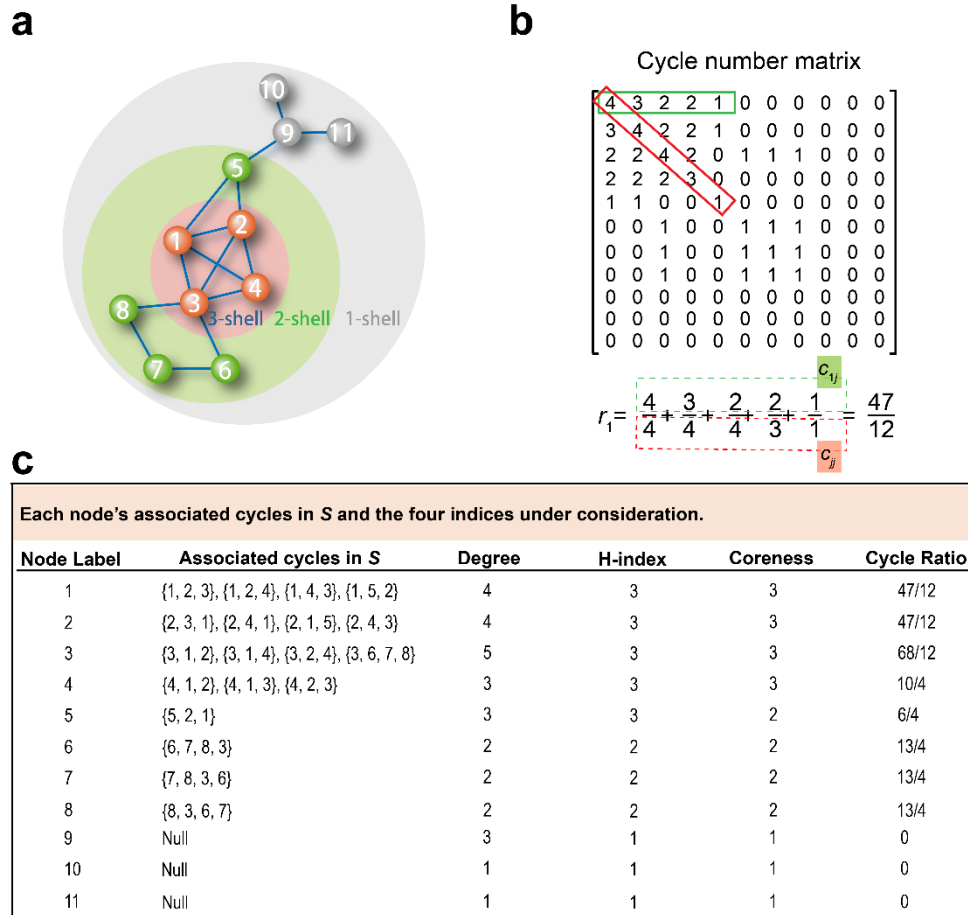 a
10
9
11
5
2
1
4
3
8
3-shell 2-shell 1-shell
7
6
b
Cycle number matrix
4 3 2 2 1 0 0 0 0 0 0
3 4 2 2 1 0 0 0 0 0 0
2 2 4 2 0 1 1 1 0 0 0
2 2 2 3 0 0 0 0 0 0 0
1 1 0 0 1 0 0 0 0 0 0
0 0 1 0 0 1 1 1 0 0 0
0 0 1 0 0 1 1 1 0 0 0
0 0 1 0 0 1 1 1 0 0 0
0 0 0 0 0 0 0 0 0 0 0
0 0 0 0 0 0 0 0 0 0 0
0 0 0 0 0 0 0 0 0 0 0
c1j
r1 = 4/4 + 3/4 + 2/4 + 2/3 + 1/1 = 47/12
cjj
c
Each node's associated cycles in S and the four indices under consideration.
Node Label Associated cycles in S Degree H-index Coreness Cycle Ratio
1 {1, 2, 3}, {1, 2, 4}, {1, 4, 3}, {1, 5, 2} 4 3 3 47/12
2 {2, 3, 1}, {2, 4, 1}, {2, 1, 5}, {2, 4, 3} 4 3 3 47/12
3 {3, 1, 2}, {3, 1, 4}, {3, 2, 4}, {3, 6, 7, 8} 5 3 3 68/12
4 {4, 1, 2}, {4, 1, 3}, {4, 2, 3} 3 3 3 10/4
5 {5, 2, 1} 3 3 2 6/4
6 {6, 7, 8, 3} 2 2 2 13/4
7 {7, 8, 3, 6} 2 2 2 13/4
8 {8, 3, 6, 7} 2 2 2 13/4
9 Null 3 1 1 0
10 Null 1 1 1 0
11 Null 1 1 1 0